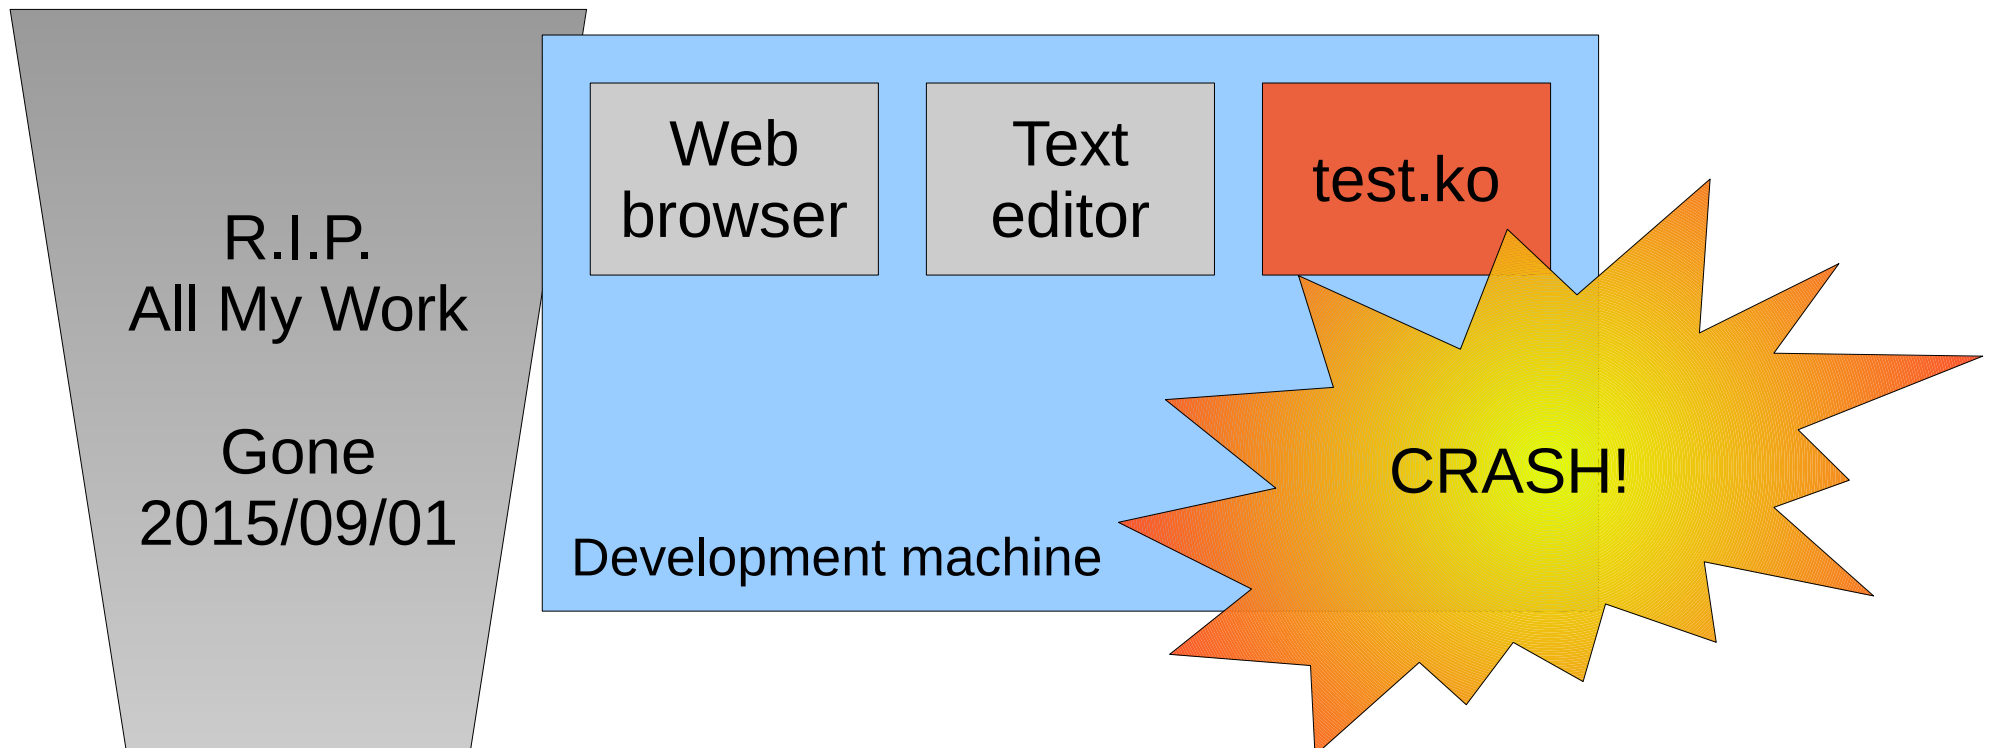 R.I.P.
All My Work
Gone
2015/09/01
Web
browser
Text
editor
test.ko
CRASH!
Development machine